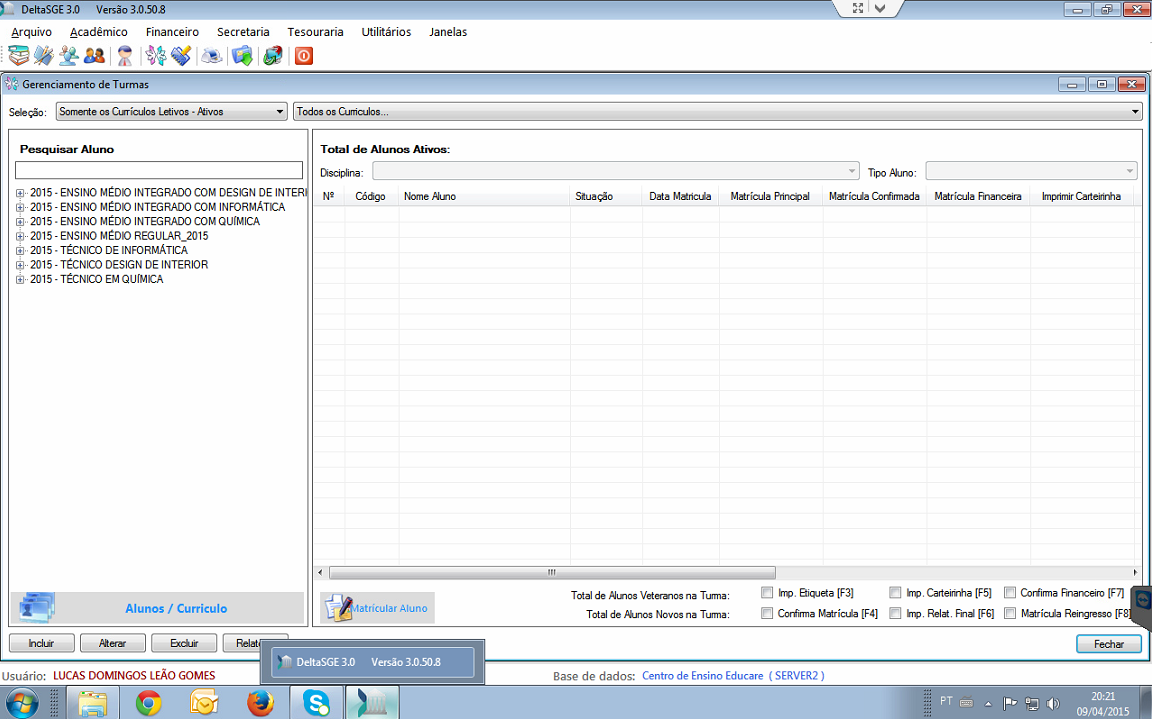 DeltaSGE 3.0 Versão 3.0.50.8
Arquivo Acadêmico Financeiro Secretaria Tesouraria Utilitários Janelas
Gerenciamento de Turmas
Seleção: Somente os Currículos Letivos - Ativos Todos os Curriculos...
Pesquisar Aluno
2015 - ENSINO MÉDIO INTEGRADO COM DESIGN DE INTERI
2015 - ENSINO MÉDIO INTEGRADO COM INFORMÁTICA
2015 - ENSINO MÉDIO INTEGRADO COM QUÍMICA
2015 - ENSINO MÉDIO REGULAR_2015
2015 - TÉCNICO DE INFORMÁTICA
2015 - TÉCNICO DESIGN DE INTERIOR
2015 - TÉCNICO EM QUÍMICA
Alunos / Curriculo
Total de Alunos Ativos:
Disciplina: Tipo Aluno:
Nº Código Nome Aluno Situação Data Matricula Matrícula Principal Matrícula Confirmada Matrícula Financeira Imprimir Carteirinha
Matricular Aluno
Total de Alunos Veteranos na Turma: Imp. Etiqueta [F3] Imp. Carteirinha [F5] Confirma Financeiro [F7]
Total de Alunos Novos na Turma: Confirma Matrícula [F4] Imp. Relat. Final [F6] Matrícula Reingresso [F8]
Incluir Alterar Excluir Relató Fechar
DeltaSGE 3.0 Versão 3.0.50.8
Usuário: LUCAS DOMINGOS LEÃO GOMES Base de dados: Centro de Ensino Educare ( SERVER2 )
PT 20:21
09/04/2015